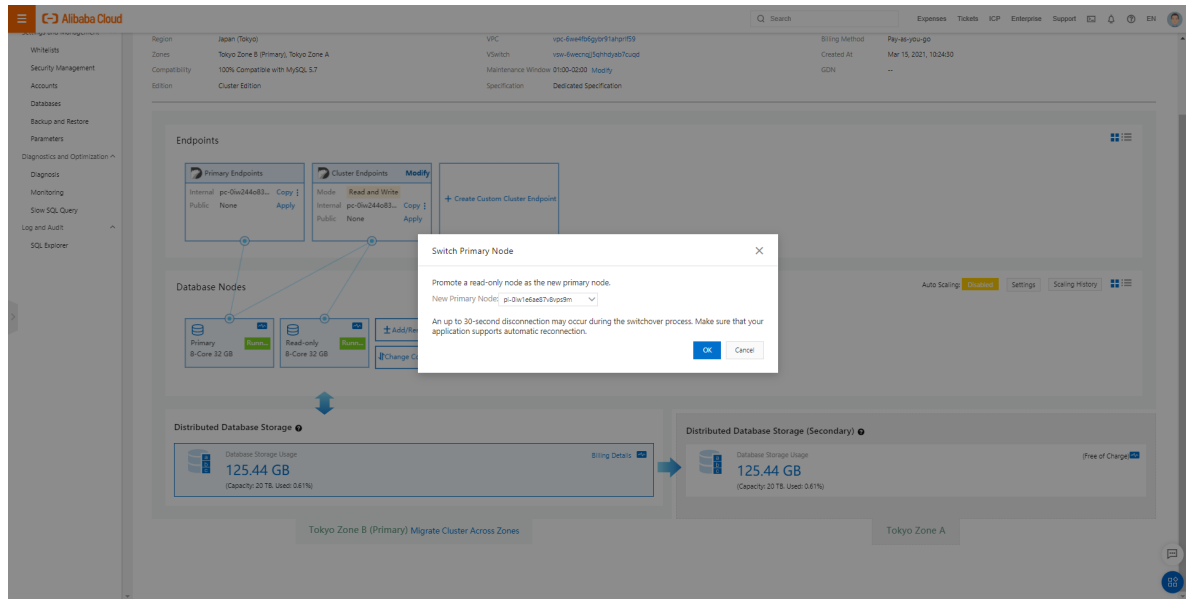 Alibaba Cloud
Search
Expenses Tickets ICP Enterprise Support EN
Whitelists
Security Management
Accounts
Databases
Backup and Restore
Parameters
Diagnostics and Optimization
Diagnosis
Monitoring
Slow SQL Query
Log and Audit
SQL Explorer
Region Japan (Tokyo) VPC Billing Method Pay-as-you-go
Zones Tokyo Zone B (Primary), Tokyo Zone A VSwitch Created At Mar 15, 2021, 10:24:50
Compatibility 100% Compatible with MySQL 5.7 Maintenance Window 01:00-02:00 Modify GDN --
Edition Cluster Edition Specification Dedicated Specification
Endpoints
Primary Endpoints
Internal pc-0iw244o83... Copy
Public None Apply
Cluster Endpoints Modify
Mode Read and Write
Internal pc-0iw244o83... Copy
Public None Apply
+ Create Custom Cluster Endpoint
Database Nodes
Auto Scaling: Disabled Settings Scaling History
Primary Runn...
8-Core 32 GB
Read-only Runn...
8-Core 32 GB
Switch Primary Node
Promote a read-only node as the new primary node.
New Primary Node: pi-0iw1e6ae87v8vps9m
An up to 30-second disconnection may occur during the switchover process. Make sure that your
application supports automatic reconnection.
OK Cancel
Distributed Database Storage
Database Storage Usage Billing Details
125.44 GB
(Capacity: 20 TB, Used: 0.61%)
Distributed Database Storage (Secondary)
Database Storage Usage (Free of Charge)
125.44 GB
(Capacity: 20 TB, Used: 0.61%)
Tokyo Zone B (Primary) Migrate Cluster Across Zones
Tokyo Zone A